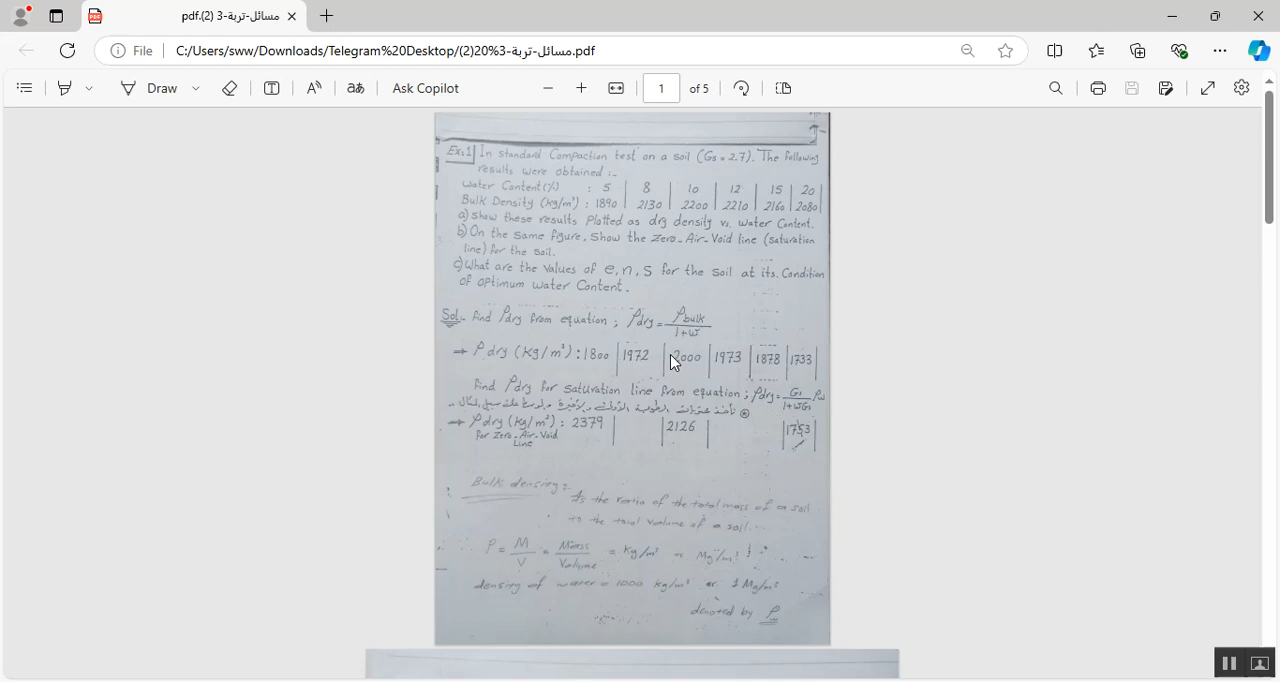 مسائل-تربة-3 (2).pdf
File C:/Users/sww/Downloads/Telegram%20Desktop/مسائل-تربة-3%20(2).pdf
Draw Ask Copilot 1 of 5
Ex:1 In standard Compaction test on a soil (Gs = 2.7). The following
results were obtained :-
Water Content(%) : 5 | 8 | 10 | 12 | 15 | 20
Bulk Density (kg/m³) : 1890 | 2130 | 2200 | 2210 | 2160 | 2080
a) Show these results Plotted as dry density vs. water Content.
b) On the same figure, Show the Zero-Air-Void line (saturation
line) for the soil.
c) What are the values of e, n, S for the soil at its Condition
of optimum water Content.
Sol:- find ρdry from equation ; ρdry = ρbulk / 1+ω
→ ρdry (kg/m³) : 1800 | 1972 | 2000 | 1973 | 1878 | 1733
find ρdry for saturation line from equation ; ρdry = Gs / 1+ωGs ρω
→ ρdry (kg/m³) : 2379 | 2126 | 1753
for Zero-Air-Void
Line
Bulk density =
Is the ratio of the total mass of a soil
to the total volume of a soil.
ρ = M / V = Mass / Volume = kg/m³ or Mg/m³
density of water = 1000 kg/m³ or 1 Mg/m³
denoted by ρ